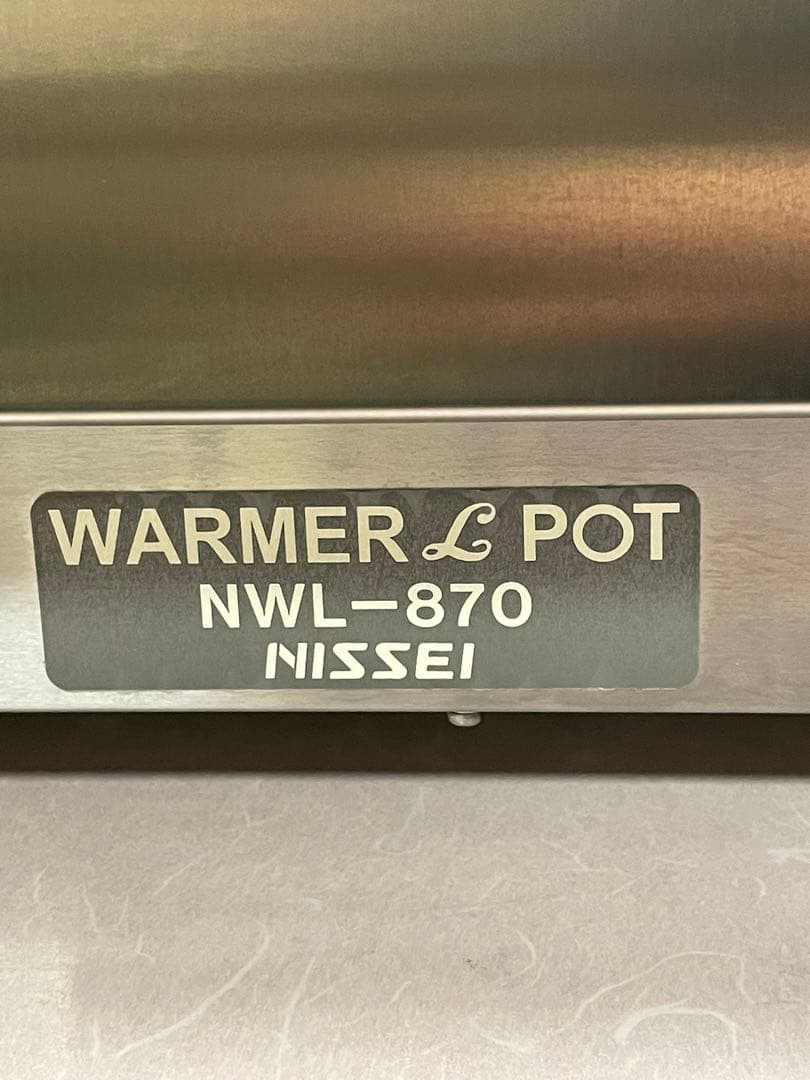 WARMER L POT
NWL-870
NISSEI